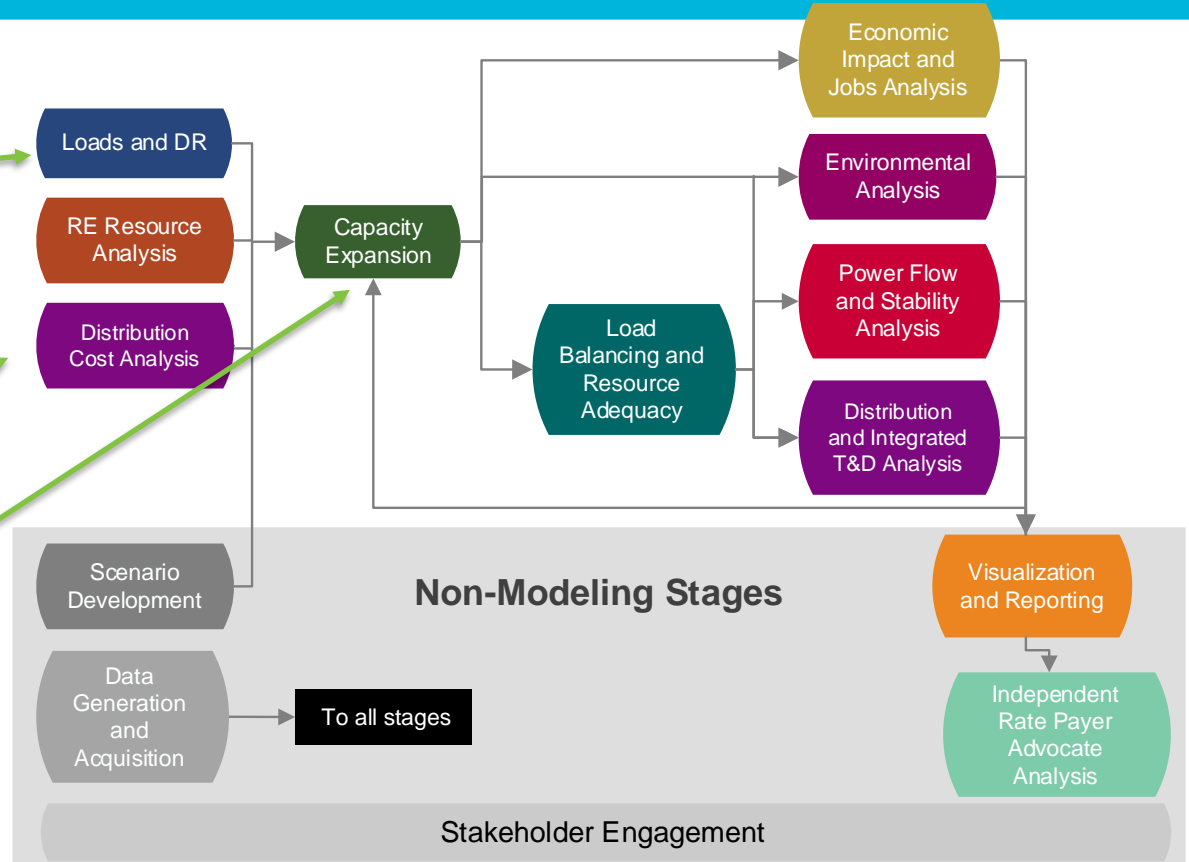 Economic
Impact and
Jobs Analysis
Loads and DR
Environmental
Analysis
RE Resource
Analysis
Capacity
Expansion
Power Flow
and Stability
Analysis
Distribution
Cost Analysis
Load
Balancing and
Resource
Adequacy
Distribution
and Integrated
T&D Analysis
Scenario
Development
Non-Modeling Stages
Visualization
and Reporting
Data
Generation
and
Acquisition
To all stages
Independent
Rate Payer
Advocate
Analysis
Stakeholder Engagement